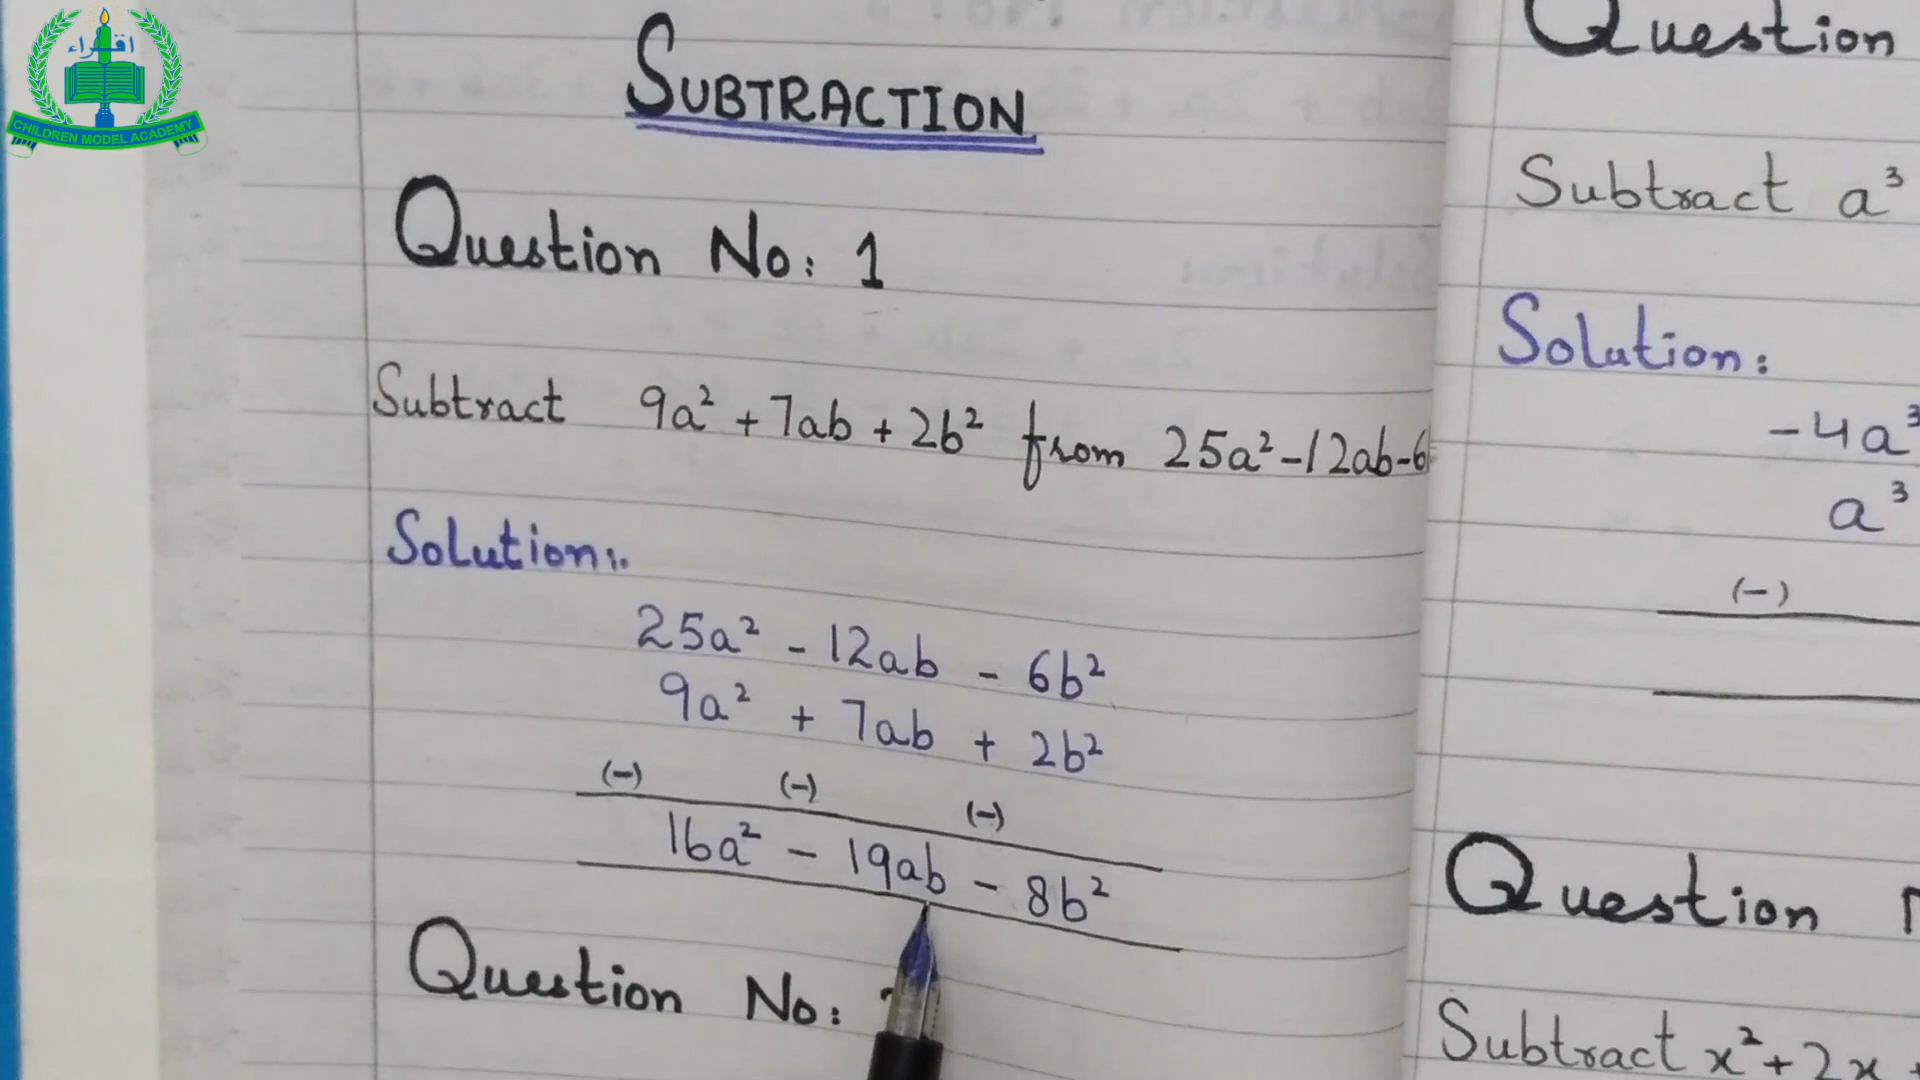 اقراء
CHILDREN MODEL ACADEMY
SUBTRACTION
Question No: 1
Subtract 9a² + 7ab + 2b² from 25a² - 12ab - 6
Solution:
25a² - 12ab - 6b²
9a² + 7ab + 2b²
(-) (-) (-)
16a² - 19ab - 8b²
Question No:
Question
Subtract a³
Solution:
-4a³
a³
(-)
Question
Subtract x² + 2x